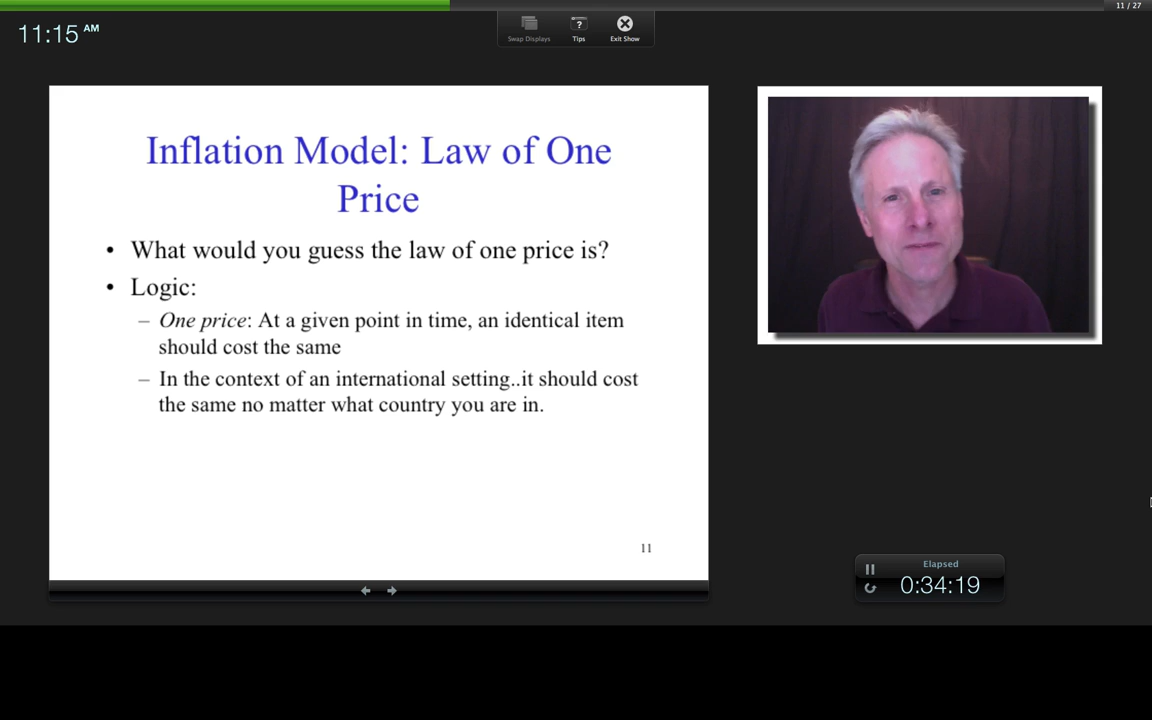 11 / 27
11:15 AM
Swap Displays
Tips
Exit Show
Inflation Model: Law of One
Price
• What would you guess the law of one price is?
• Logic:
– One price: At a given point in time, an identical item
should cost the same
– In the context of an international setting..it should cost
the same no matter what country you are in.
11
Elapsed
0:34:19